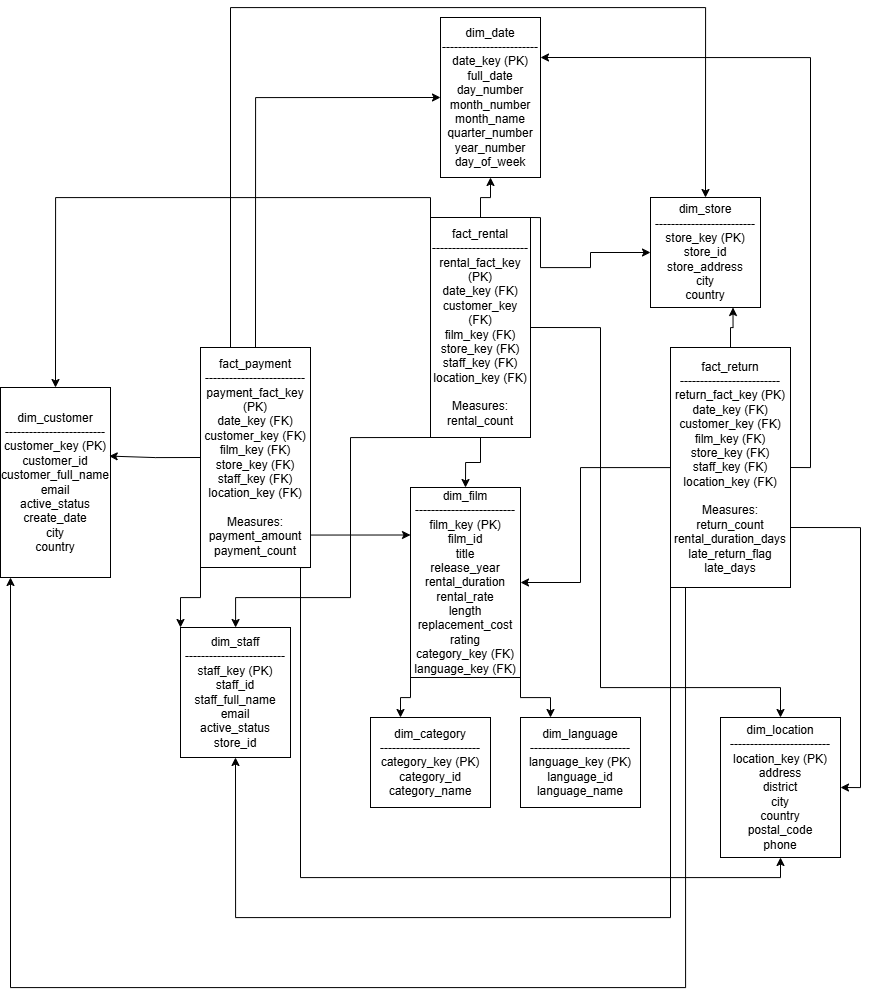 dim_date
--------------------------
date_key (PK)
full_date
day_number
month_number
month_name
quarter_number
year_number
day_of_week
dim_store
--------------------------
store_key (PK)
store_id
store_address
city
country
fact_rental
--------------------------
rental_fact_key
(PK)
date_key (FK)
customer_key
(FK)
film_key (FK)
store_key (FK)
staff_key (FK)
location_key (FK)
Measures:
rental_count
fact_payment
--------------------------
payment_fact_key
(PK)
date_key (FK)
customer_key (FK)
film_key (FK)
store_key (FK)
staff_key (FK)
location_key (FK)
Measures:
payment_amount
payment_count
fact_return
--------------------------
return_fact_key (PK)
date_key (FK)
customer_key (FK)
film_key (FK)
store_key (FK)
staff_key (FK)
location_key (FK)
Measures:
return_count
rental_duration_days
late_return_flag
late_days
dim_customer
--------------------------
customer_key (PK)
customer_id
customer_full_name
email
active_status
create_date
city
country
dim_film
--------------------------
film_key (PK)
film_id
title
release_year
rental_duration
rental_rate
length
replacement_cost
rating
category_key (FK)
language_key (FK)
dim_staff
--------------------------
staff_key (PK)
staff_id
staff_full_name
email
active_status
store_id
dim_category
--------------------------
category_key (PK)
category_id
category_name
dim_language
--------------------------
language_key (PK)
language_id
language_name
dim_location
--------------------------
location_key (PK)
address
district
city
country
postal_code
phone